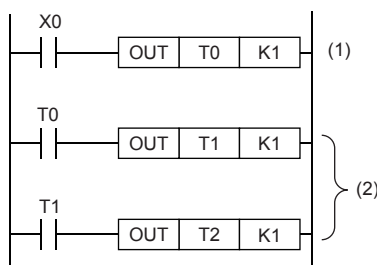 X0
OUT T0 K1 (1)
T0
OUT T1 K1
(2)
T1
OUT T2 K1